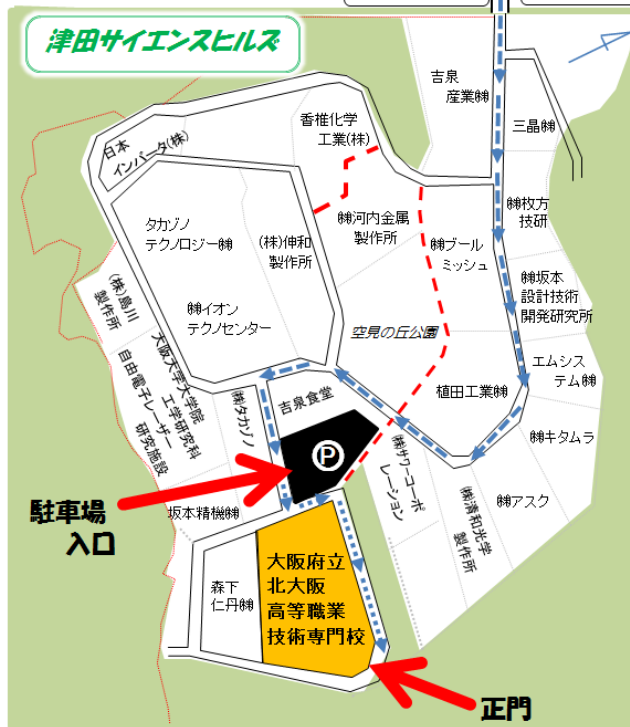 津田サイエンスヒルズ
吉泉
産業㈱
三晶㈱
香椎化学
工業(株)
日本
インバータ(株)
㈱枚方
技研
㈱河内金属
製作所
タカゾノ
テクノロジー㈱
(株)伸和
製作所
㈱ブール
ミッシュ
㈱坂本
設計技術
開発研究所
(株)島川
製作所
㈱イオン
テクノセンター
空見の丘公園
エムシス
テム㈱
大阪大学大学院
工学研究科
自由電子レーザー
研究施設
㈱タカゾノ
吉泉食堂
植田工業㈱
㈱キタムラ
P
㈱サワーコーポ
レーション
㈱清和光学
製作所
㈱アスク
駐車場
入口
坂本精機㈱
森下
仁丹㈱
大阪府立
北大阪
高等職業
技術専門校
正門